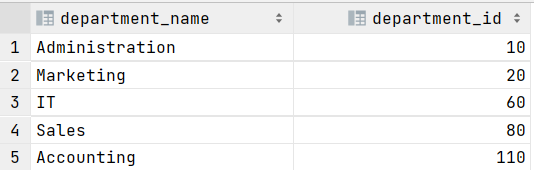 department_name department_id
1 Administration 10
2 Marketing 20
3 IT 60
4 Sales 80
5 Accounting 110